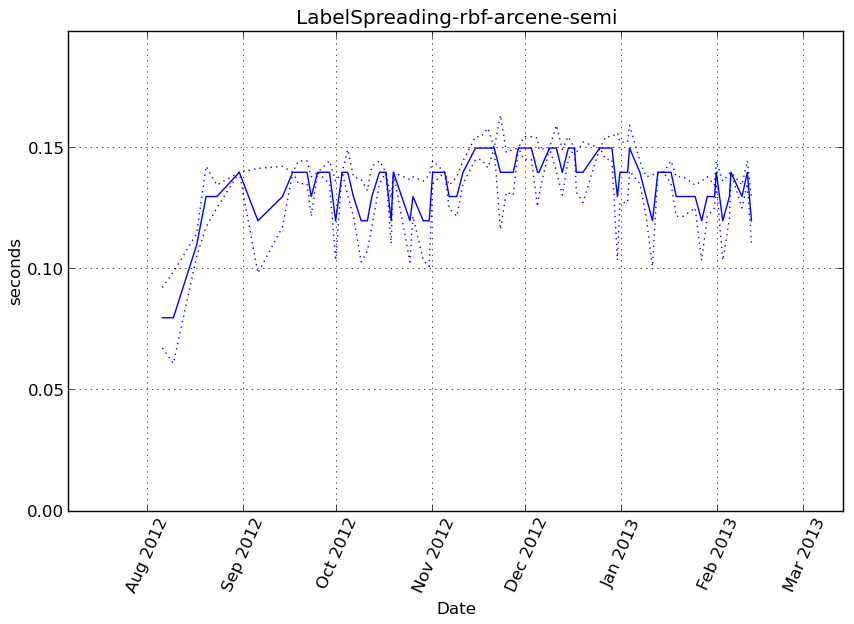 LabelSpreading-rbf-arcene-semi
seconds
0.15
0.10
0.05
0.00
Aug 2012
Sep 2012
Oct 2012
Nov 2012
Dec 2012
Jan 2013
Feb 2013
Mar 2013
Date